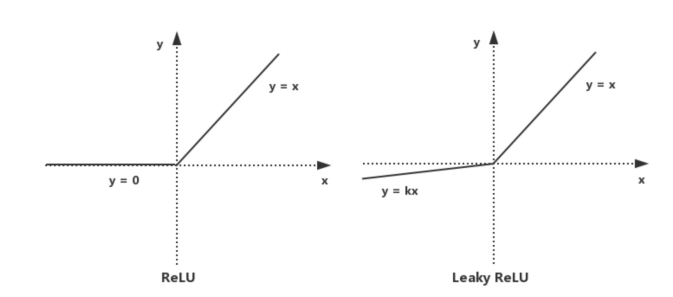 y
y = x
y = 0
x
ReLU
y
y = x
y = kx
x
Leaky ReLU